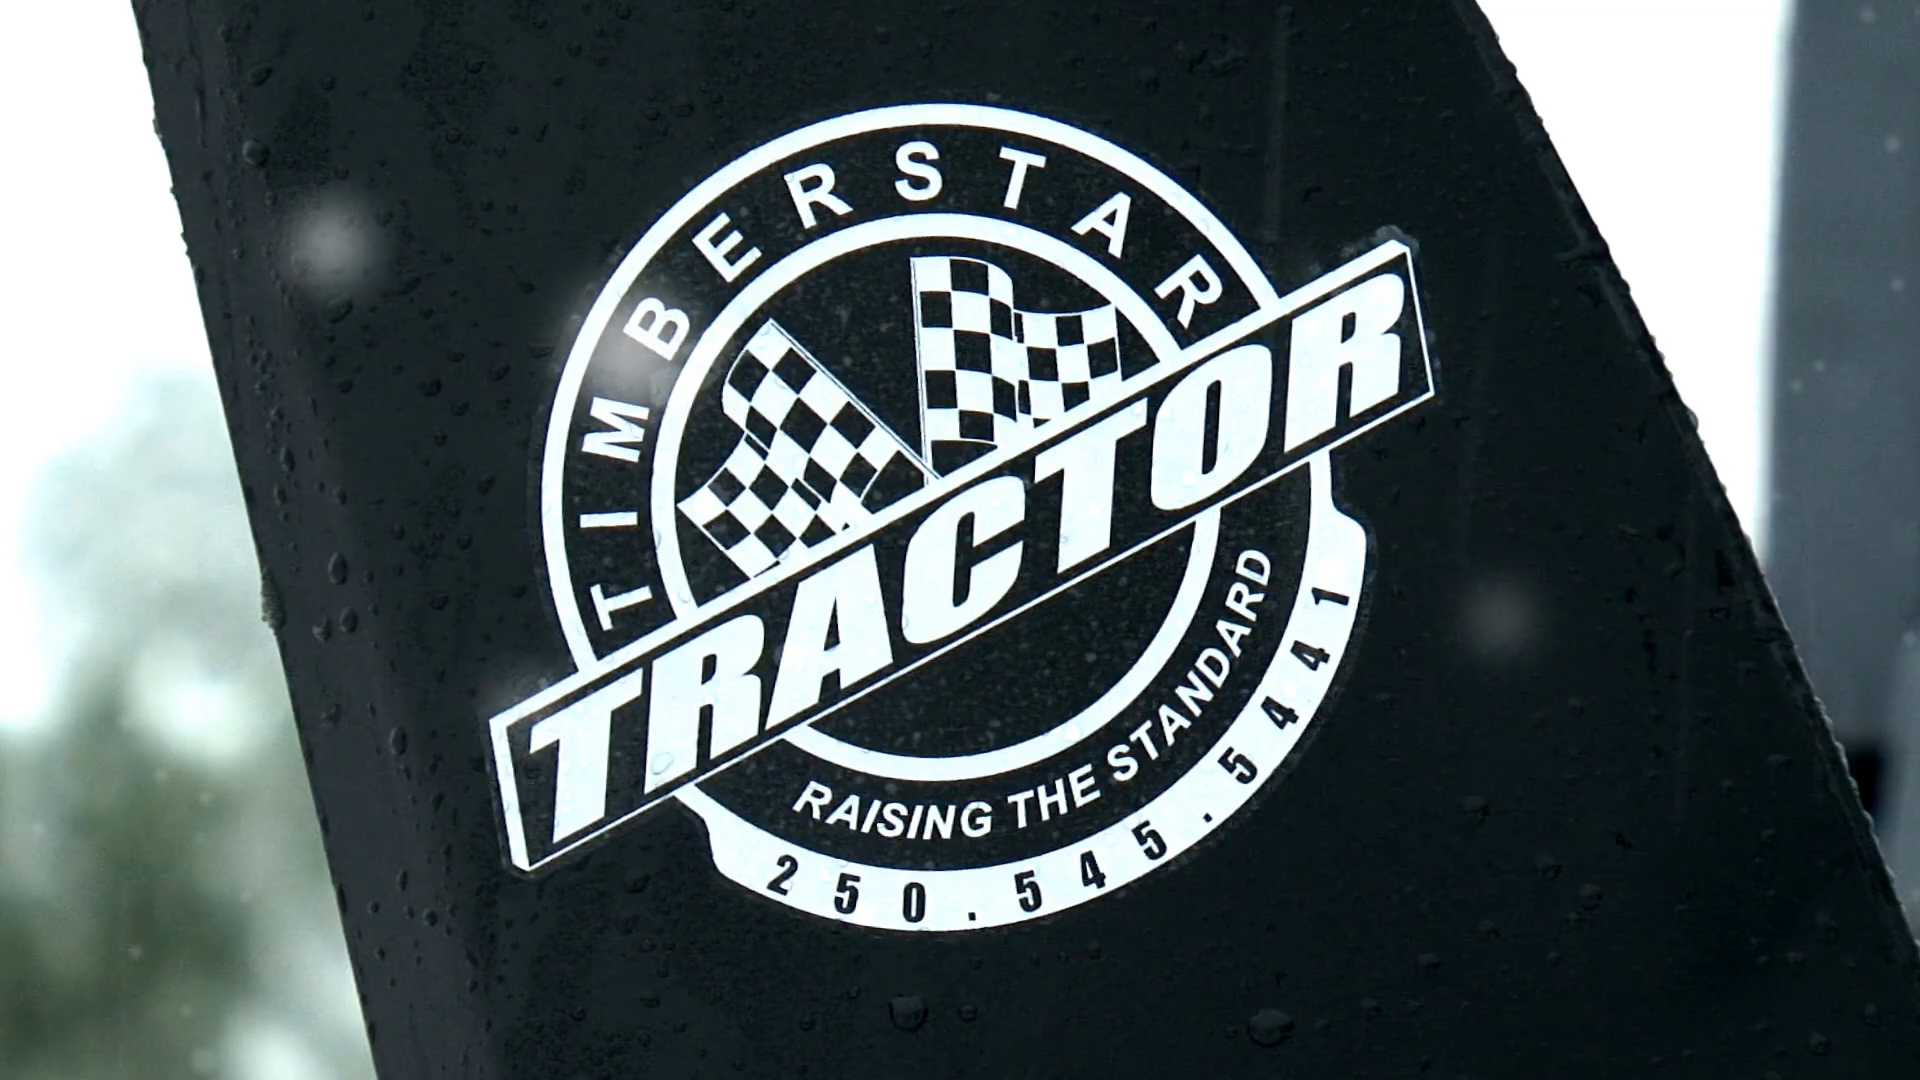 TIMBERSTAR
TRACTOR
RAISING THE STANDARD
250.545.5441